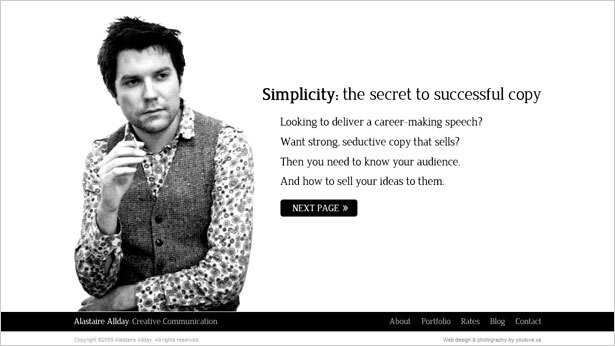 Simplicity: the secret to successful copy
Looking to deliver a career-making speech?
Want strong, seductive copy that sells?
Then you need to know your audience.
And how to sell your ideas to them.
NEXT PAGE »
Alastaire Allday: Creative Communication
About Portfolio Rates Blog Contact
Copyright ©2009 Alastaire Allday. All rights reserved.
Web design & photography by youlove.us